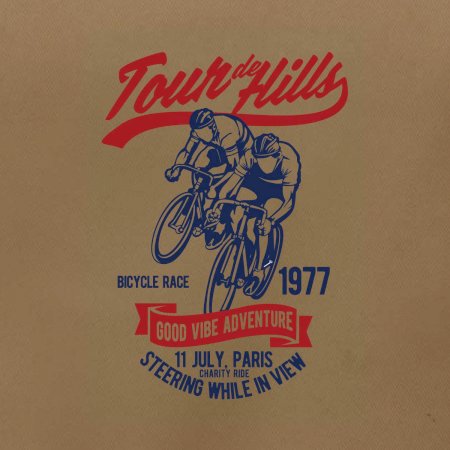 Tour de Hills
BICYCLE RACE 1977
GOOD VIBE ADVENTURE
11 JULY, PARIS
CHARITY RIDE
STEERING WHILE IN VIEW